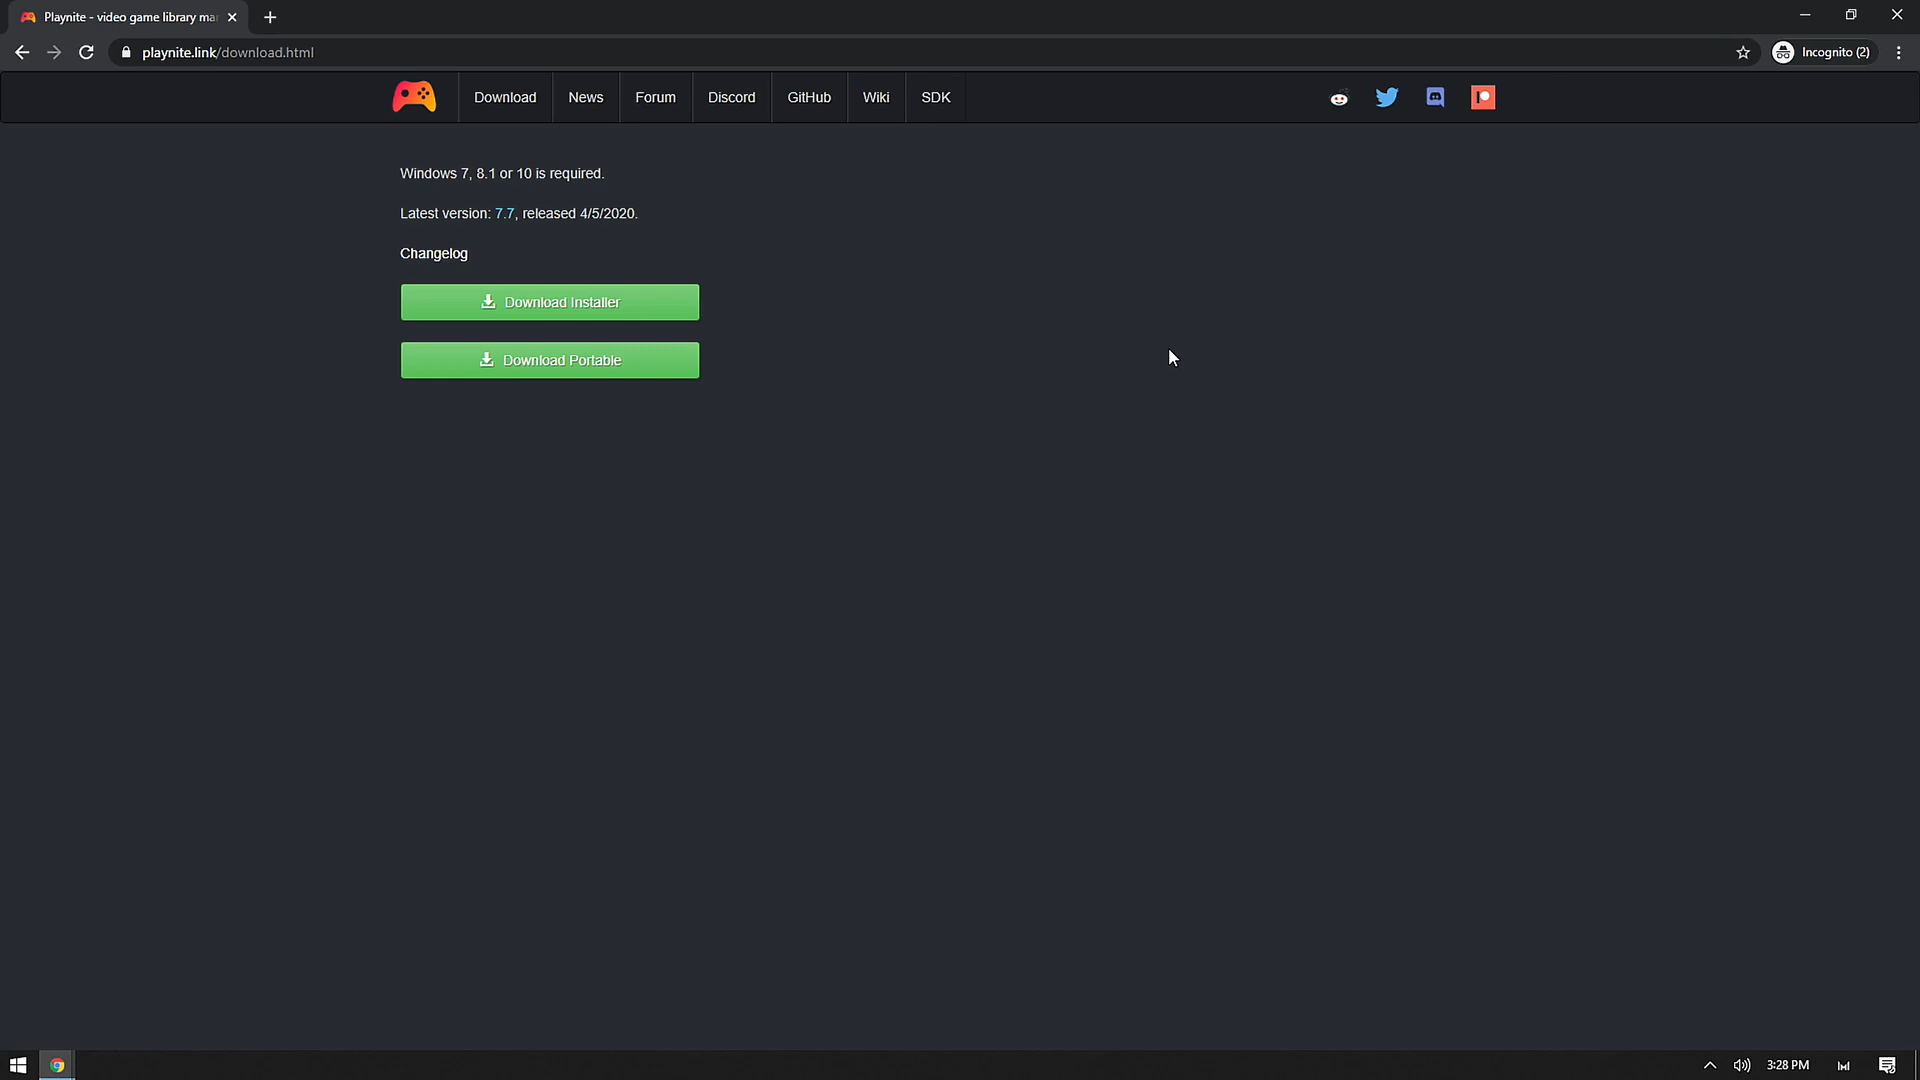 Playnite - video game library ma
playnite.link/download.html
Incognito (2)
Download
News
Forum
Discord
GitHub
Wiki
SDK
Windows 7, 8.1 or 10 is required.
Latest version: 7.7, released 4/5/2020.
Changelog
Download Installer
Download Portable
3:28 PM